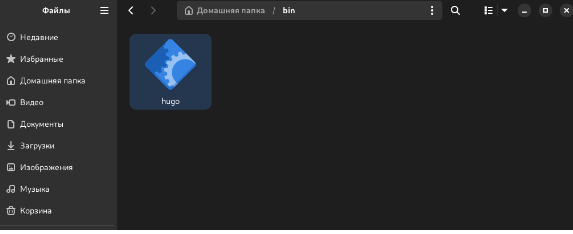 Файлы
Домашняя папка / bin
Недавние
Избранные
Домашняя папка
Видео
Документы
Загрузки
Изображения
Музыка
Корзина
hugo